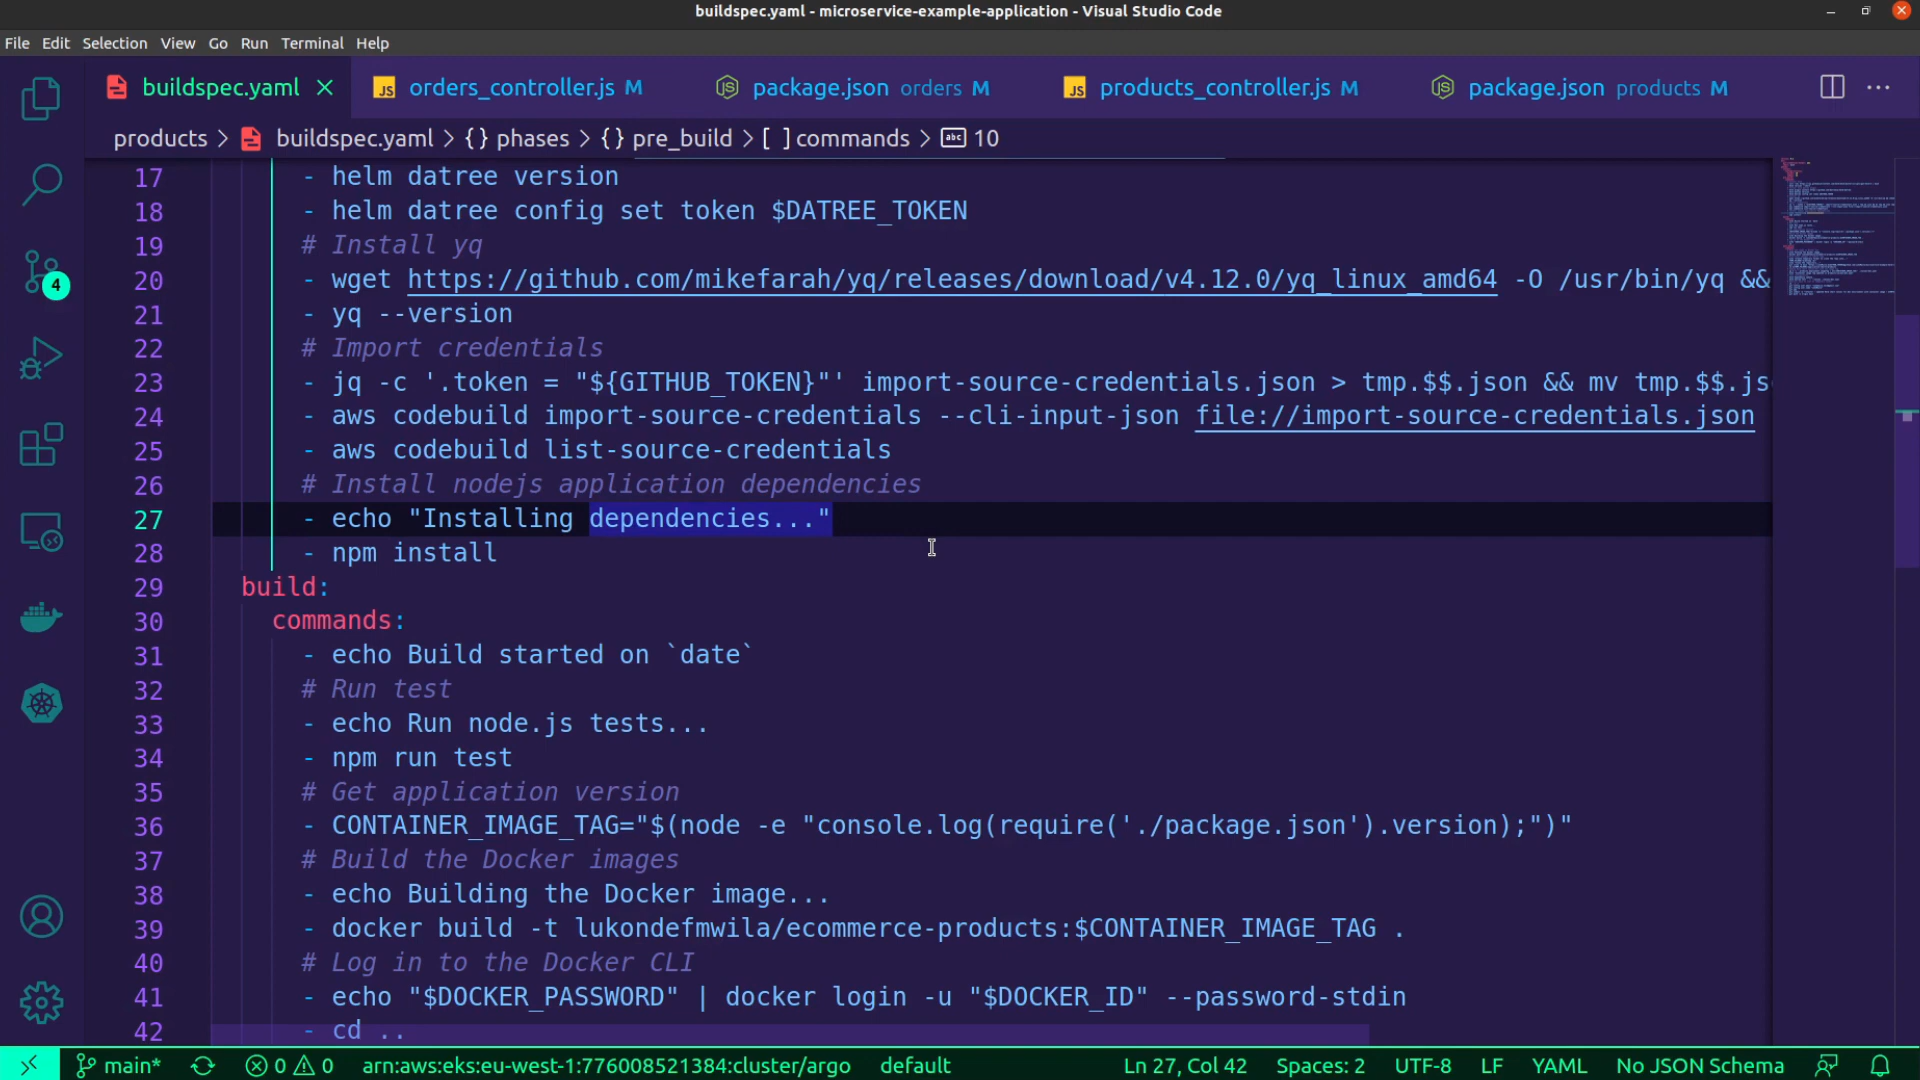 buildspec.yaml - microservice-example-application - Visual Studio Code
File Edit Selection View Go Run Terminal Help
buildspec.yaml JS orders_controller.js M package.json orders M JS products_controller.js M package.json products M
products > buildspec.yaml > {} phases > {} pre_build > [ ] commands > abc 10
17 - helm datree version
18 - helm datree config set token $DATREE_TOKEN
19 # Install yq
20 - wget https://github.com/mikefarah/yq/releases/download/v4.12.0/yq_linux_amd64 -O /usr/bin/yq &&
21 - yq --version
22 # Import credentials
23 - jq -c '.token = "${GITHUB_TOKEN}"' import-source-credentials.json > tmp.$$.json && mv tmp.$$.js
24 - aws codebuild import-source-credentials --cli-input-json file://import-source-credentials.json
25 - aws codebuild list-source-credentials
26 # Install nodejs application dependencies
27 - echo "Installing dependencies..."
28 - npm install
29 build:
30 commands:
31 - echo Build started on `date`
32 # Run test
33 - echo Run node.js tests...
34 - npm run test
35 # Get application version
36 - CONTAINER_IMAGE_TAG="$(node -e "console.log(require('./package.json').version);")"
37 # Build the Docker images
38 - echo Building the Docker image...
39 - docker build -t lukondefmwila/ecommerce-products:$CONTAINER_IMAGE_TAG .
40 # Log in to the Docker CLI
41 - echo "$DOCKER_PASSWORD" | docker login -u "$DOCKER_ID" --password-stdin
42 - cd ..
4
main* 0 0 arn:aws:eks:eu-west-1:776008521384:cluster/argo default Ln 27, Col 42 Spaces: 2 UTF-8 LF YAML No JSON Schema